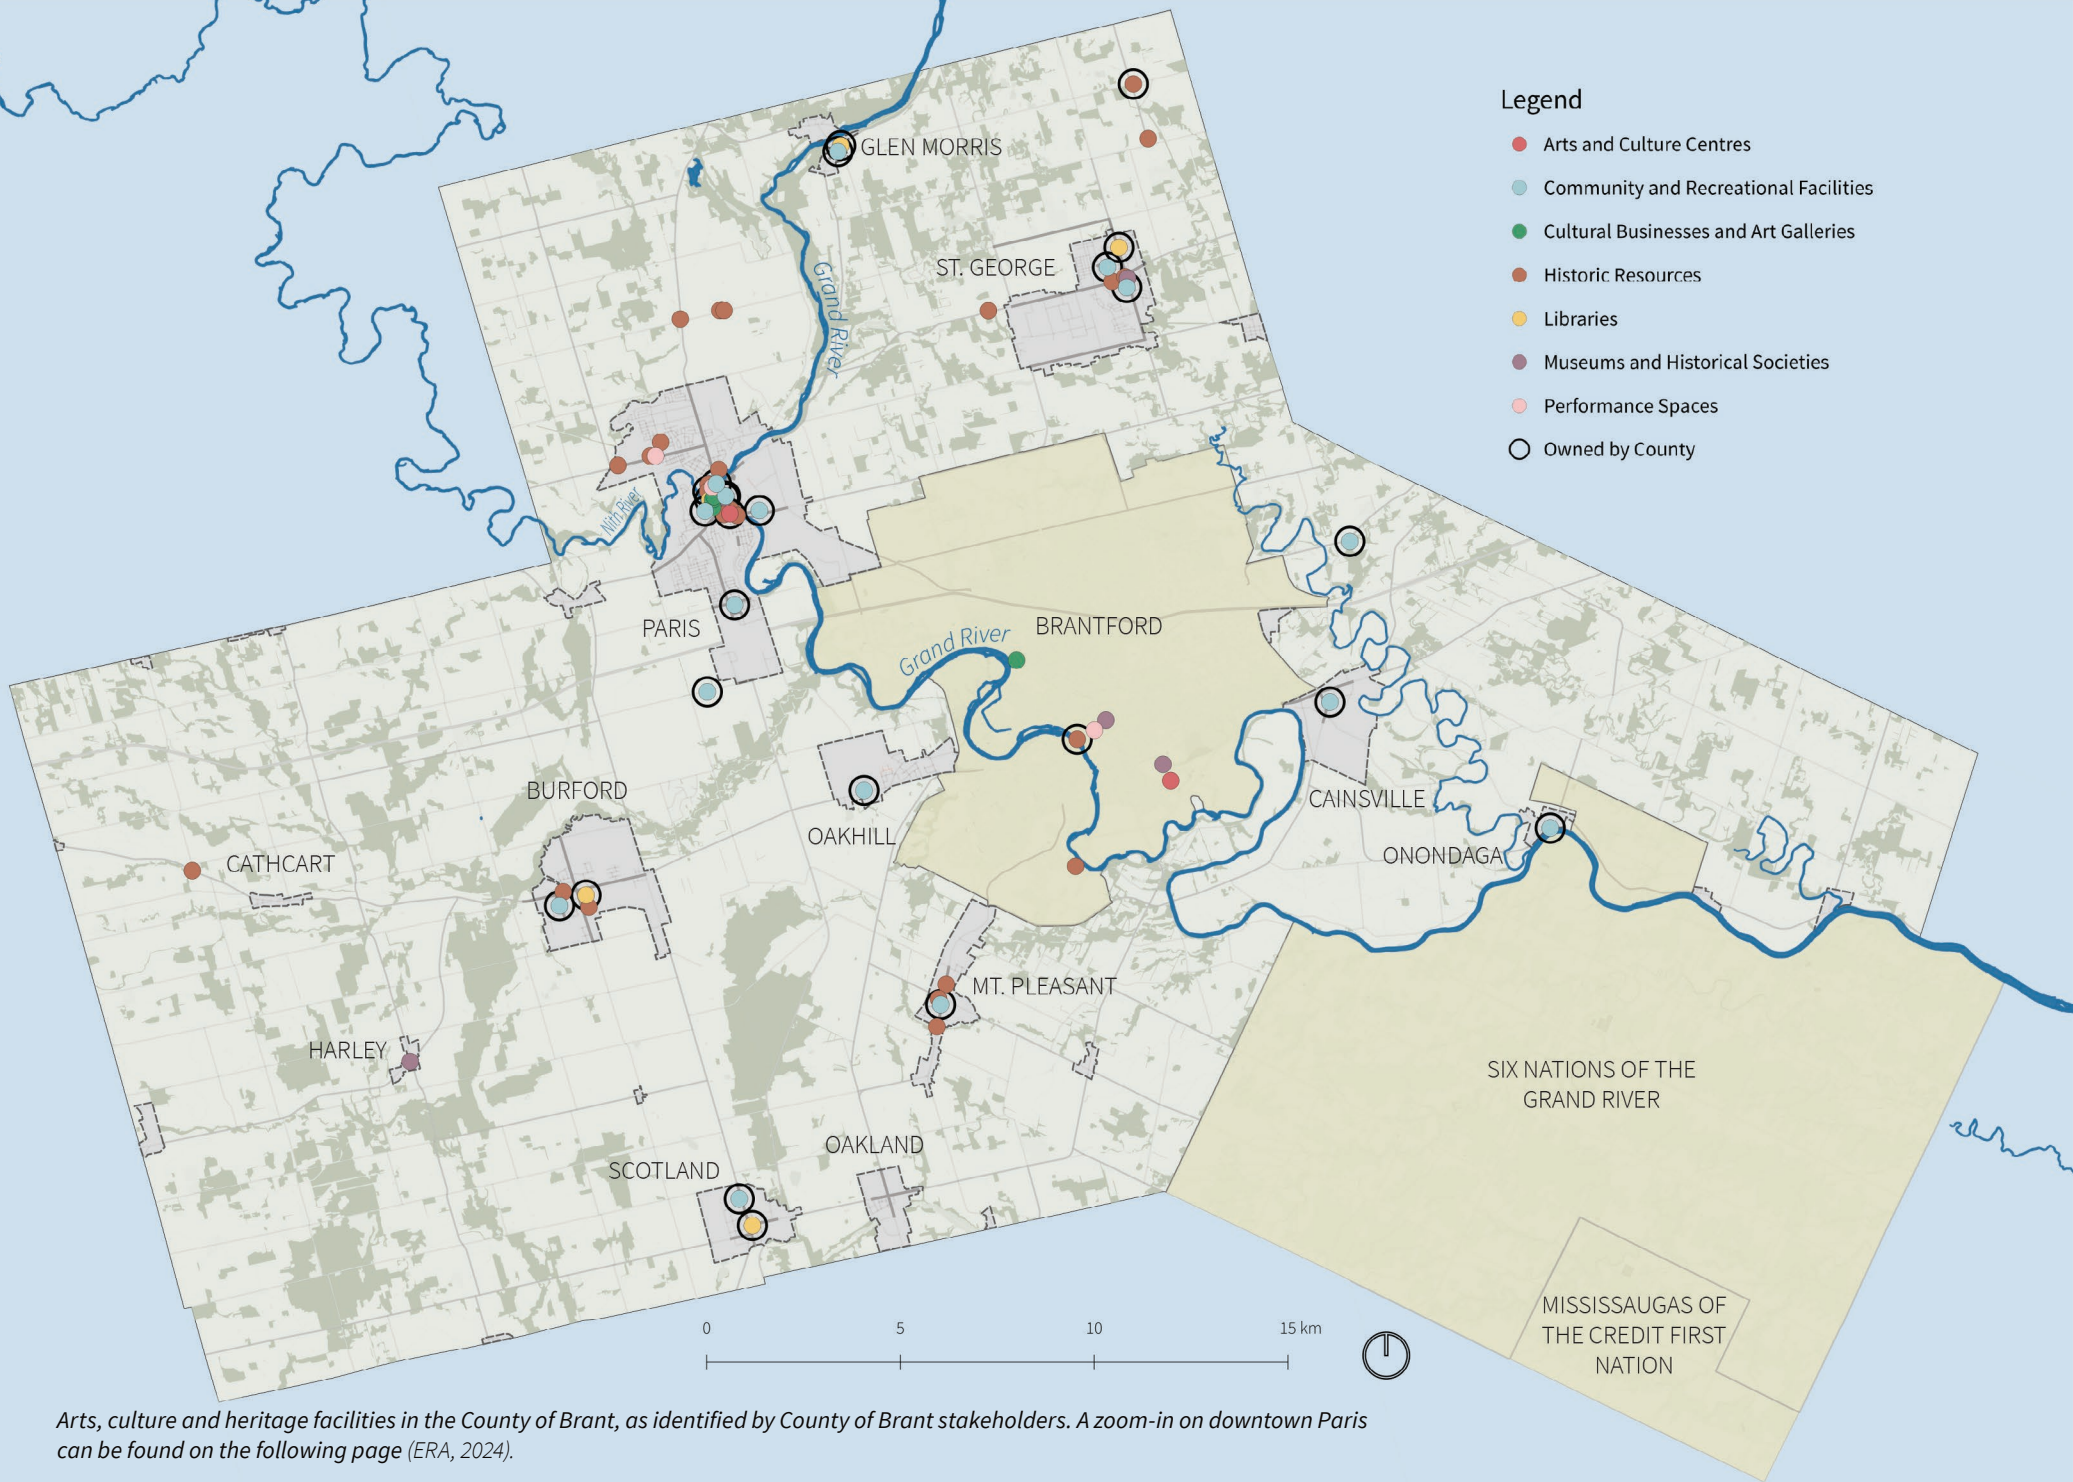 Legend
Arts and Culture Centres
Community and Recreational Facilities
Cultural Businesses and Art Galleries
Historic Resources
Libraries
Museums and Historical Societies
Performance Spaces
Owned by County
GLEN MORRIS
ST. GEORGE
Grand River
Nith River
PARIS
BRANTFORD
Grand River
BURFORD
OAKHILL
CAINSVILLE
ONONDAGA
CATHCART
MT. PLEASANT
HARLEY
SIX NATIONS OF THE
GRAND RIVER
OAKLAND
SCOTLAND
MISSISSAUGAS OF
THE CREDIT FIRST
NATION
0 5 10 15 km
Arts, culture and heritage facilities in the County of Brant, as identified by County of Brant stakeholders. A zoom-in on downtown Paris
can be found on the following page (ERA, 2024).